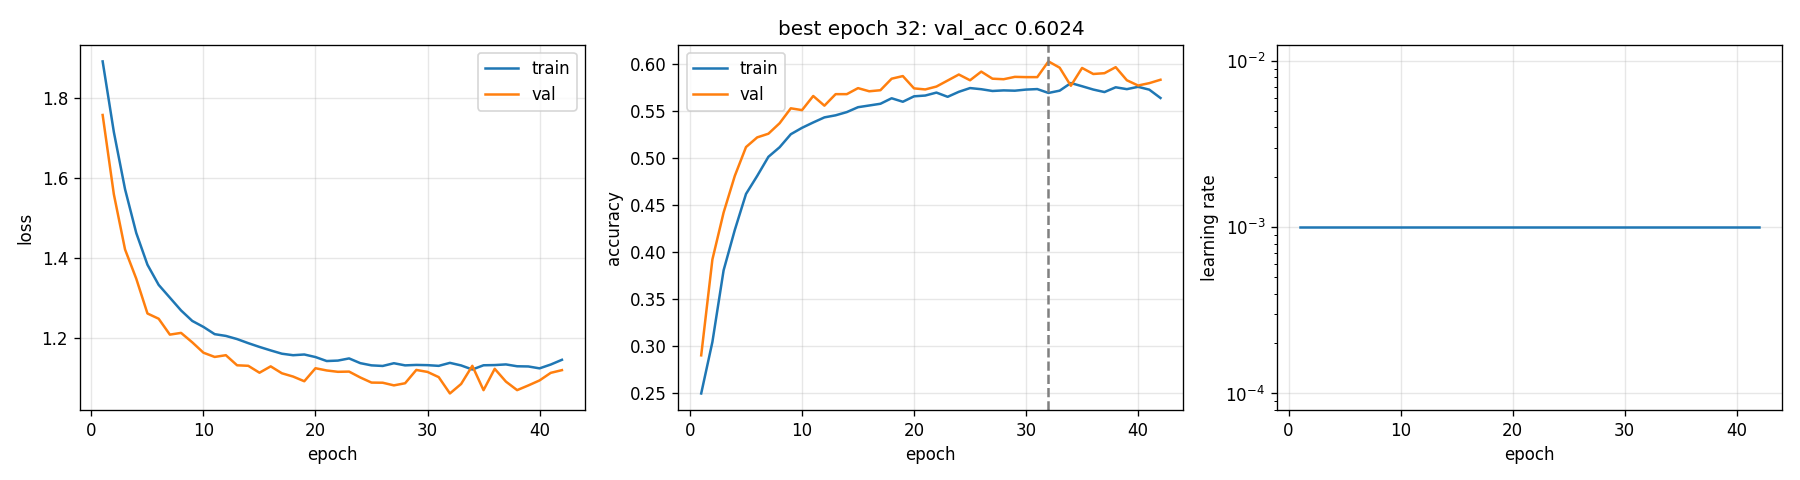 best epoch 32: val_acc 0.6024
train
val
1.8
1.6
1.4
1.2
loss
0
10
20
30
40
epoch
train
val
0.60
0.55
0.50
0.45
0.40
0.35
0.30
0.25
accuracy
0
10
20
30
40
epoch
10⁻²
10⁻³
10⁻⁴
learning rate
0
10
20
30
40
epoch